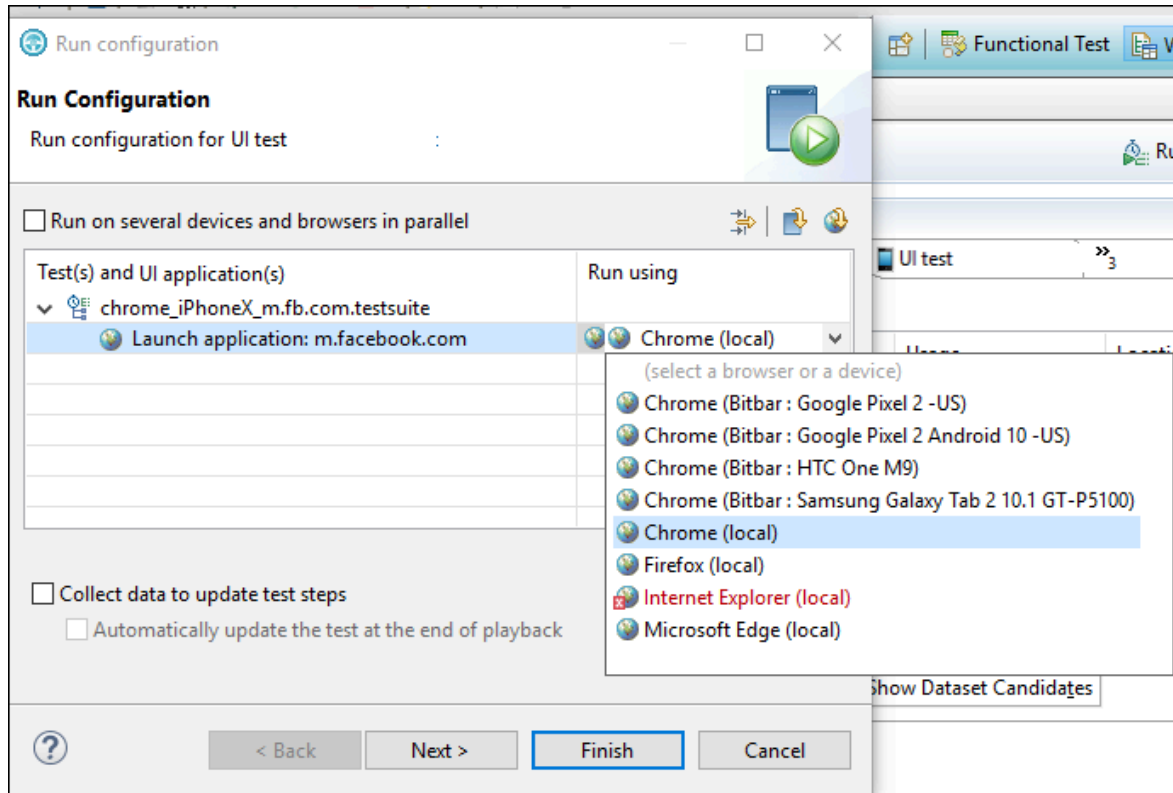 Run configuration
Functional Test
Run Configuration
Run configuration for UI test :
Run on several devices and browsers in parallel
Test(s) and UI application(s) Run using
UI test
»3
chrome_iPhoneX_m.fb.com.testsuite
Launch application: m.facebook.com Chrome (local)
(select a browser or a device)
Chrome (Bitbar : Google Pixel 2 -US)
Chrome (Bitbar : Google Pixel 2 Android 10 -US)
Chrome (Bitbar : HTC One M9)
Chrome (Bitbar : Samsung Galaxy Tab 2 10.1 GT-P5100)
Chrome (local)
Firefox (local)
Internet Explorer (local)
Microsoft Edge (local)
Collect data to update test steps
Automatically update the test at the end of playback
Show Dataset Candidates
? < Back Next > Finish Cancel